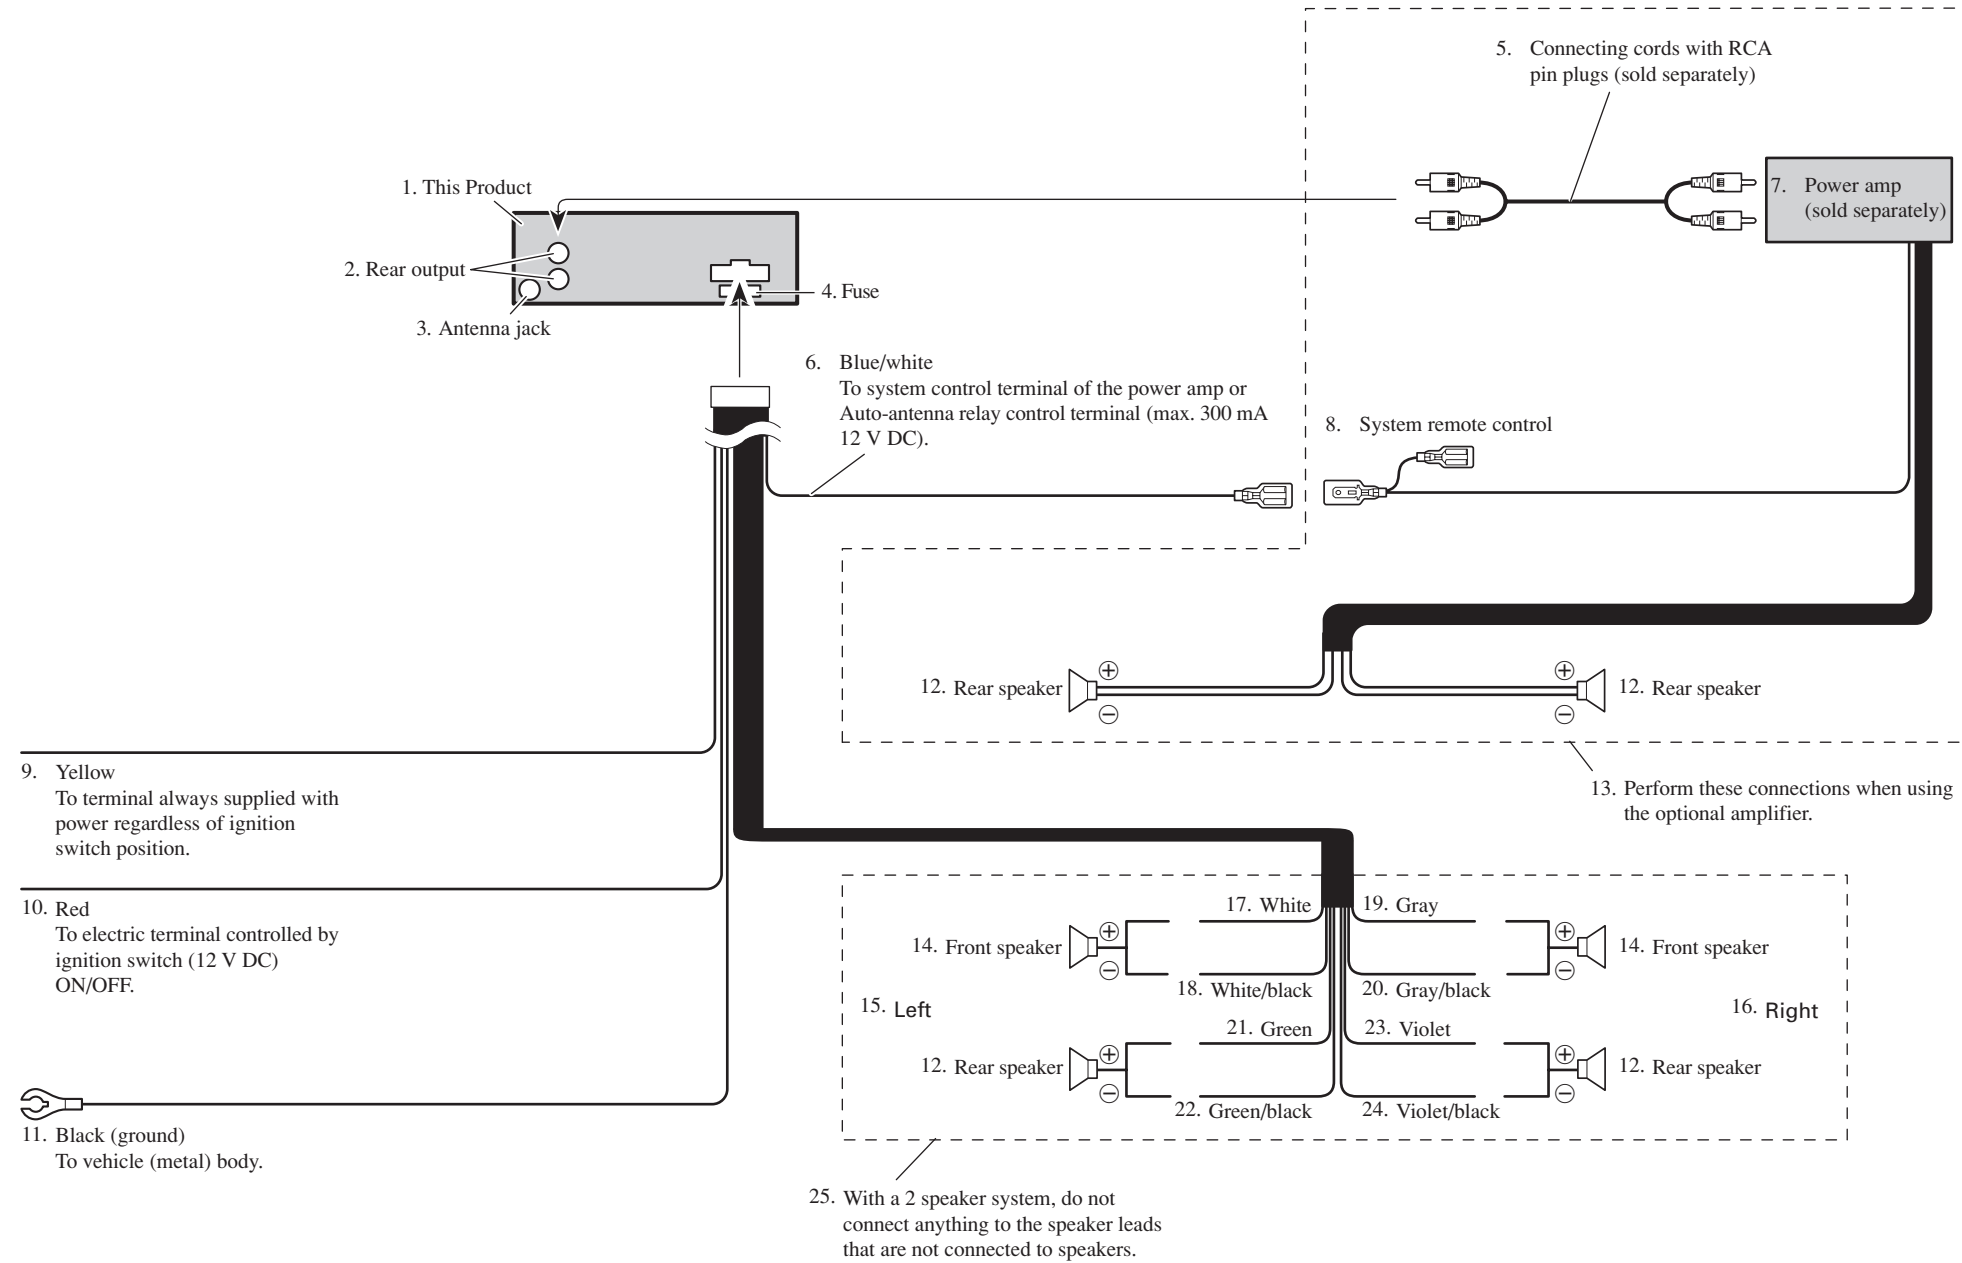 5. Connecting cords with RCA
pin plugs (sold separately)
1. This Product
7. Power amp
(sold separately)
2. Rear output
4. Fuse
3. Antenna jack
6. Blue/white
To system control terminal of the power amp or
Auto-antenna relay control terminal (max. 300 mA
12 V DC).
8. System remote control
12. Rear speaker
⊕
⊖
⊕
⊖
12. Rear speaker
9. Yellow
To terminal always supplied with
power regardless of ignition
switch position.
13. Perform these connections when using
the optional amplifier.
10. Red
To electric terminal controlled by
ignition switch (12 V DC)
ON/OFF.
17. White
19. Gray
14. Front speaker
⊕
⊖
⊕
⊖
14. Front speaker
18. White/black
20. Gray/black
15. Left
16. Right
21. Green
23. Violet
12. Rear speaker
⊕
⊖
⊕
⊖
12. Rear speaker
22. Green/black
24. Violet/black
11. Black (ground)
To vehicle (metal) body.
25. With a 2 speaker system, do not
connect anything to the speaker leads
that are not connected to speakers.